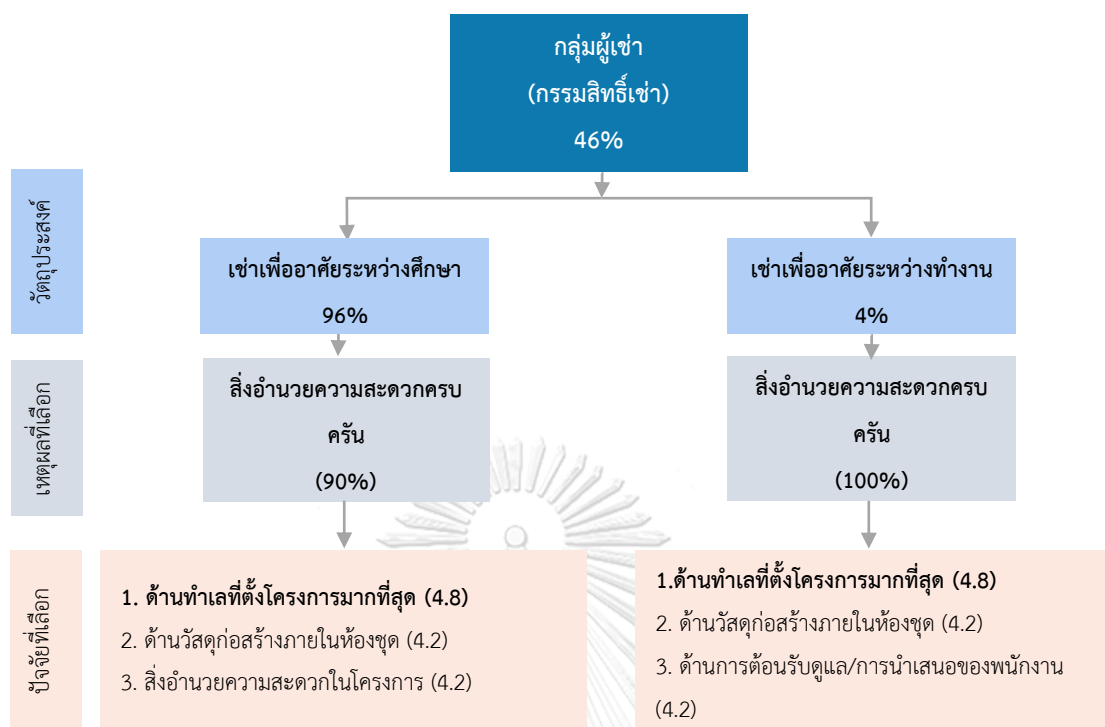 กลุ่มผู้เช่า
(กรรมสิทธิ์เช่า)
46%
วัตถุประสงค์
เช่าเพื่ออาศัยระหว่างศึกษา
96%
เช่าเพื่ออาศัยระหว่างทำงาน
4%
เหตุผลที่เลือก
สิ่งอำนวยความสะดวกครบ
ครัน
(90%)
สิ่งอำนวยความสะดวกครบ
ครัน
(100%)
ปัจจัยที่เลือก
1. ด้านทำเลที่ตั้งโครงการมากที่สุด (4.8)
2. ด้านวัสดุก่อสร้างภายในห้องชุด (4.2)
3. สิ่งอำนวยความสะดวกในโครงการ (4.2)
1.ด้านทำเลที่ตั้งโครงการมากที่สุด (4.8)
2. ด้านวัสดุก่อสร้างภายในห้องชุด (4.2)
3. ด้านการต้อนรับดูแล/การนำเสนอของพนักงาน
(4.2)